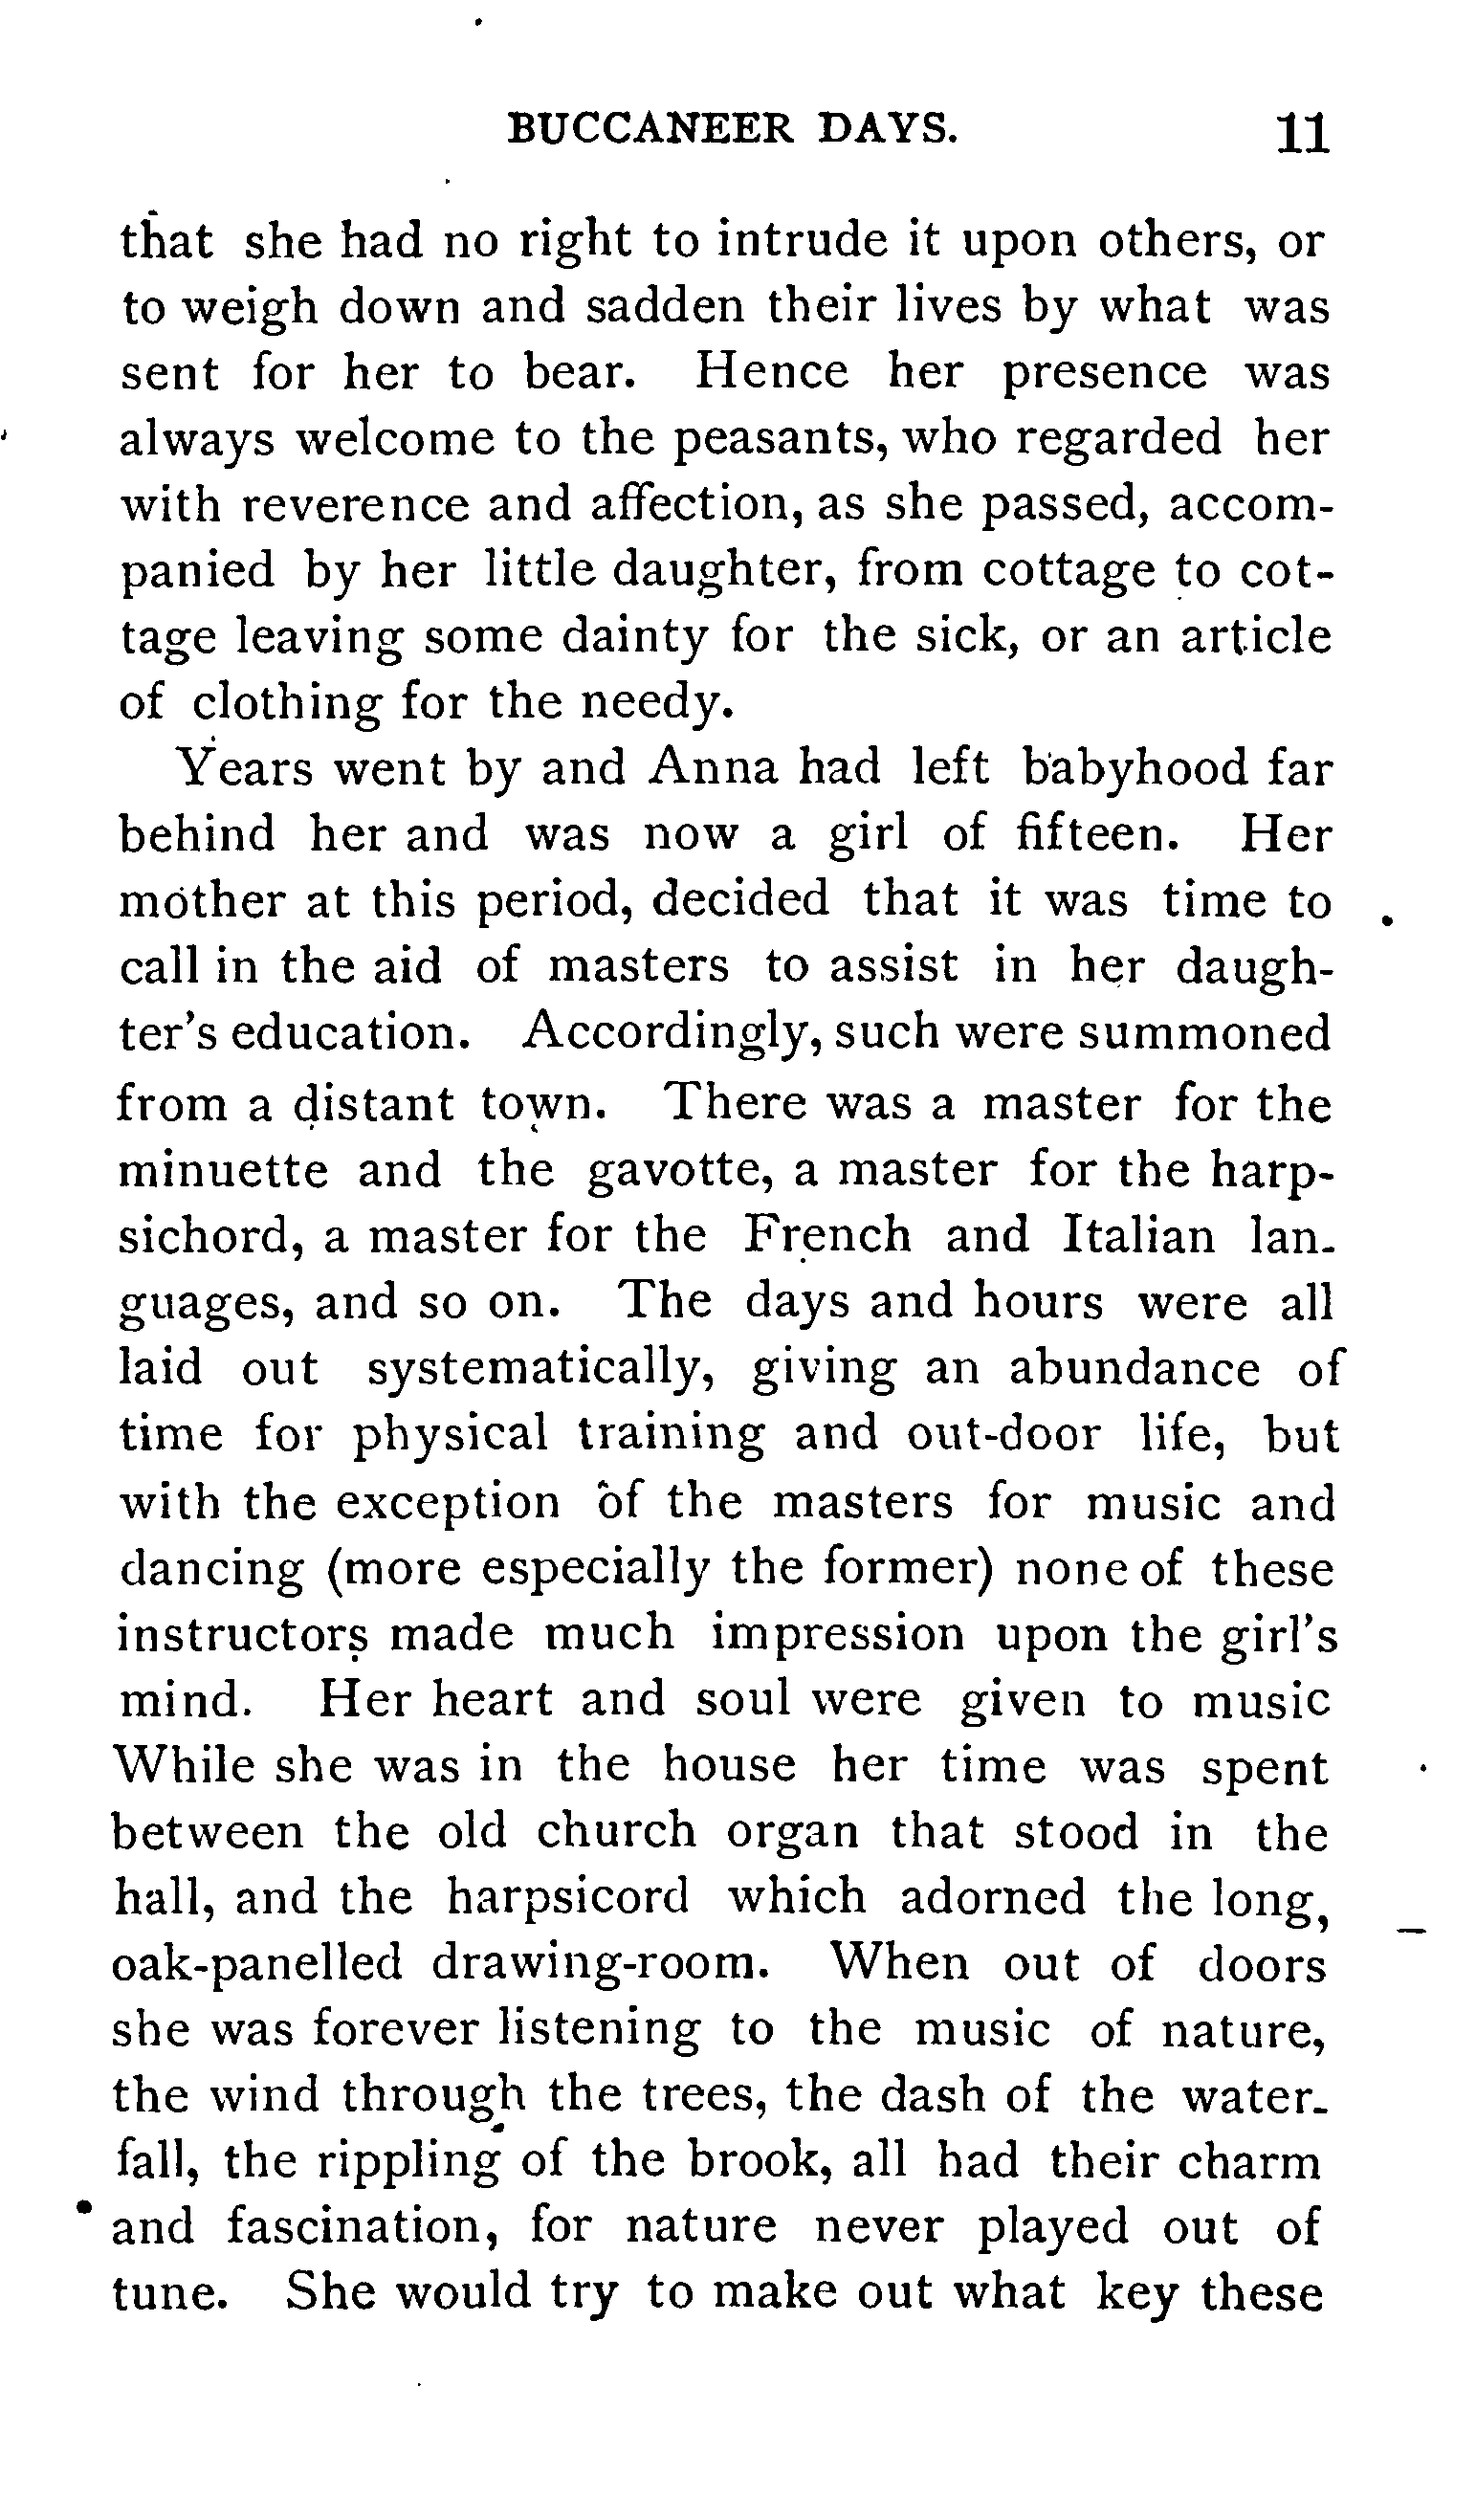 BUCCANEER DAYS. 11
that she had no right to intrude it upon others, or
to weigh down and sadden their lives by what was
sent for her to bear. Hence her presence was
always welcome to the peasants, who regarded her
with reverence and affection, as she passed, accom-
panied by her little daughter, from cottage to cot-
tage leaving some dainty for the sick, or an article
of clothing for the needy.
Years went by and Anna had left babyhood far
behind her and was now a girl of fifteen. Her
mother at this period, decided that it was time to
call in the aid of masters to assist in her daugh-
ter's education. Accordingly, such were summoned
from a distant town. There was a master for the
minuette and the gavotte, a master for the harp-
sichord, a master for the French and Italian lan-
guages, and so on. The days and hours were all
laid out systematically, giving an abundance of
time for physical training and out-door life, but
with the exception of the masters for music and
dancing (more especially the former) none of these
instructors made much impression upon the girl's
mind. Her heart and soul were given to music
While she was in the house her time was spent
between the old church organ that stood in the
hall, and the harpsicord which adorned the long,
oak-panelled drawing-room. When out of doors
she was forever listening to the music of nature,
the wind through the trees, the dash of the water-
fall, the rippling of the brook, all had their charm
and fascination, for nature never played out of
tune. She would try to make out what key these